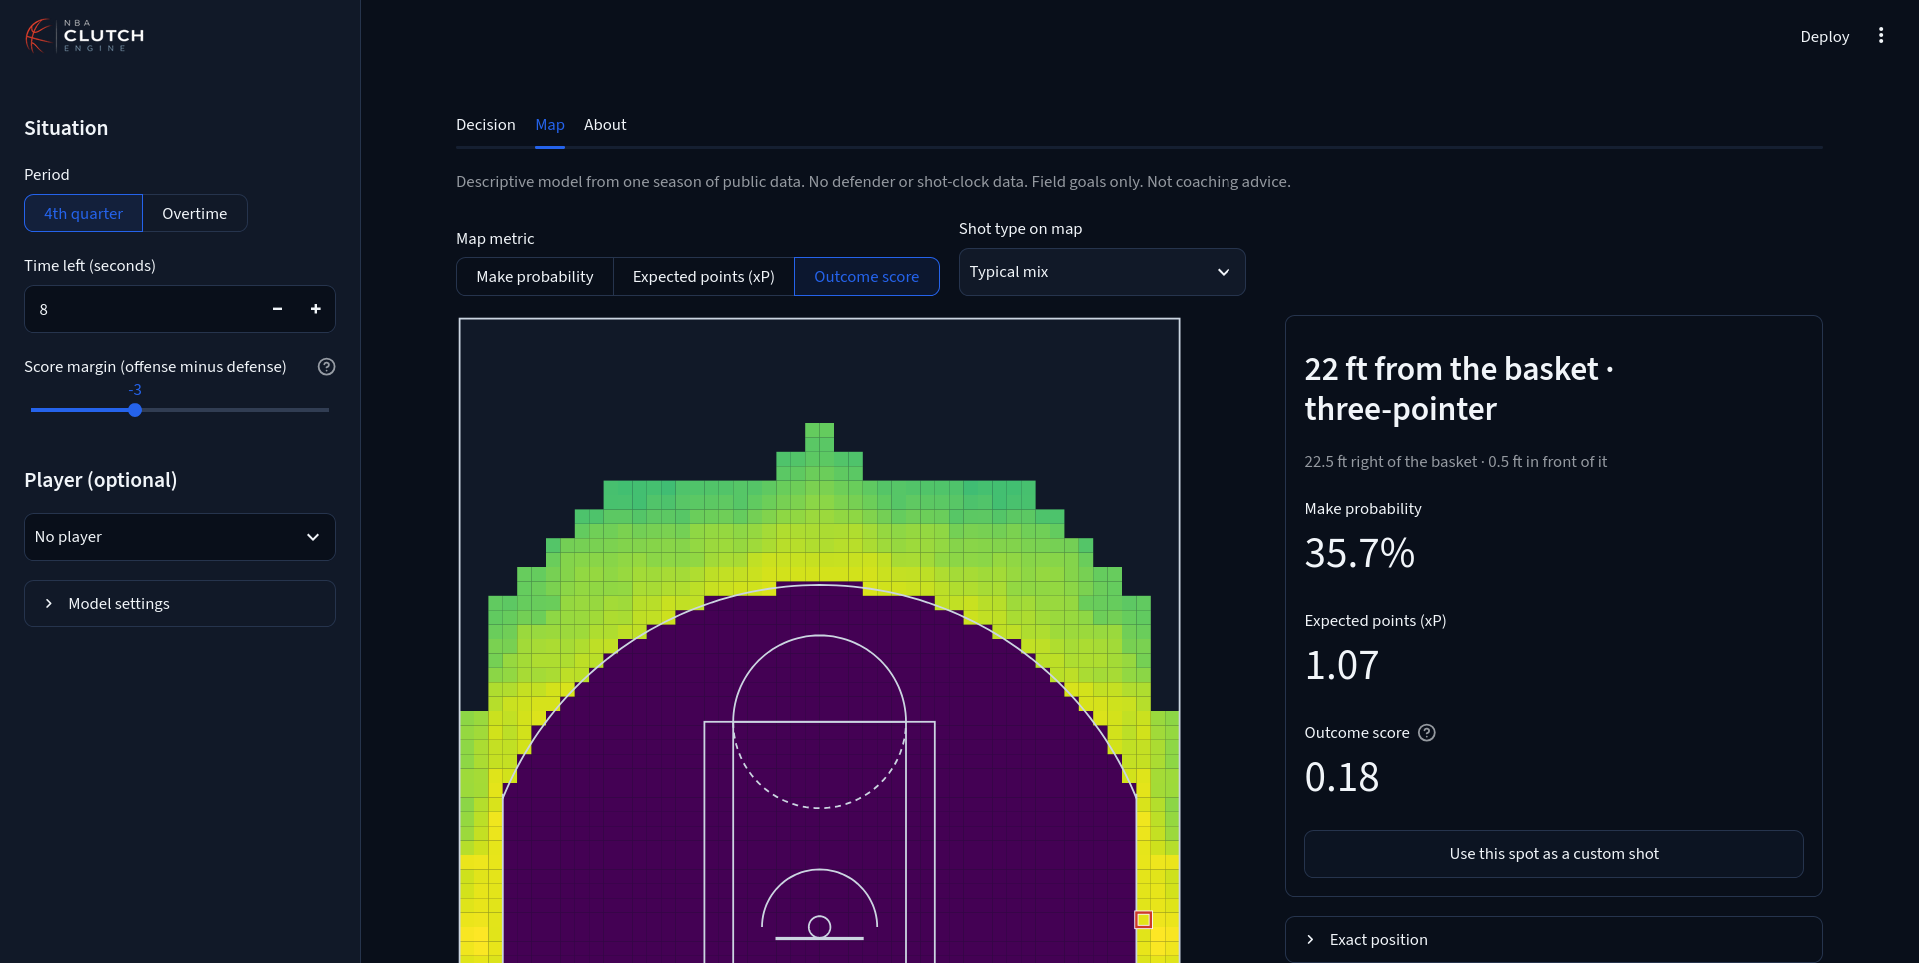 NBA
CLUTCH
ENGINE
Deploy
Situation
Period
4th quarter
Overtime
Time left (seconds)
8
Score margin (offense minus defense)
-3
Player (optional)
No player
Model settings
Decision
Map
About
Descriptive model from one season of public data. No defender or shot-clock data. Field goals only. Not coaching advice.
Map metric
Make probability
Expected points (xP)
Outcome score
Shot type on map
Typical mix
22 ft from the basket ·
three-pointer
22.5 ft right of the basket · 0.5 ft in front of it
Make probability
35.7%
Expected points (xP)
1.07
Outcome score
0.18
Use this spot as a custom shot
Exact position